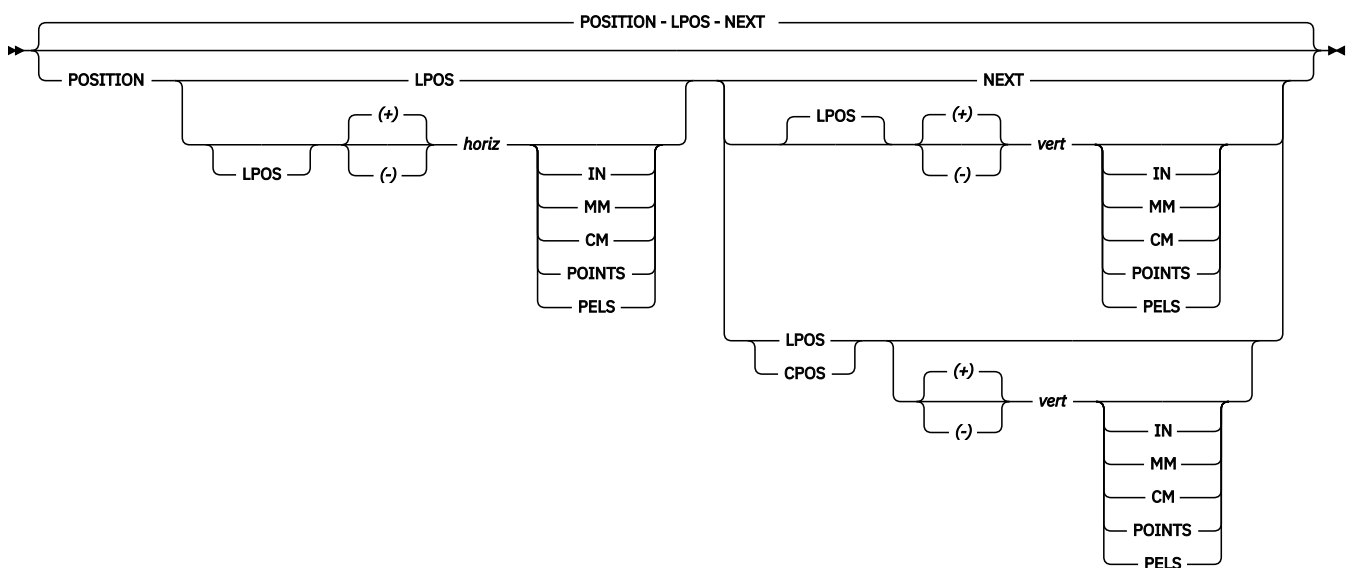 POSITION - LPOS - NEXT
POSITION LPOS NEXT
(+) LPOS (+)
horiz vert
LPOS (-) IN (-) IN
MM MM
CM CM
POINTS POINTS
PELS PELS
LPOS
CPOS (+)
vert
(-) IN
MM
CM
POINTS
PELS